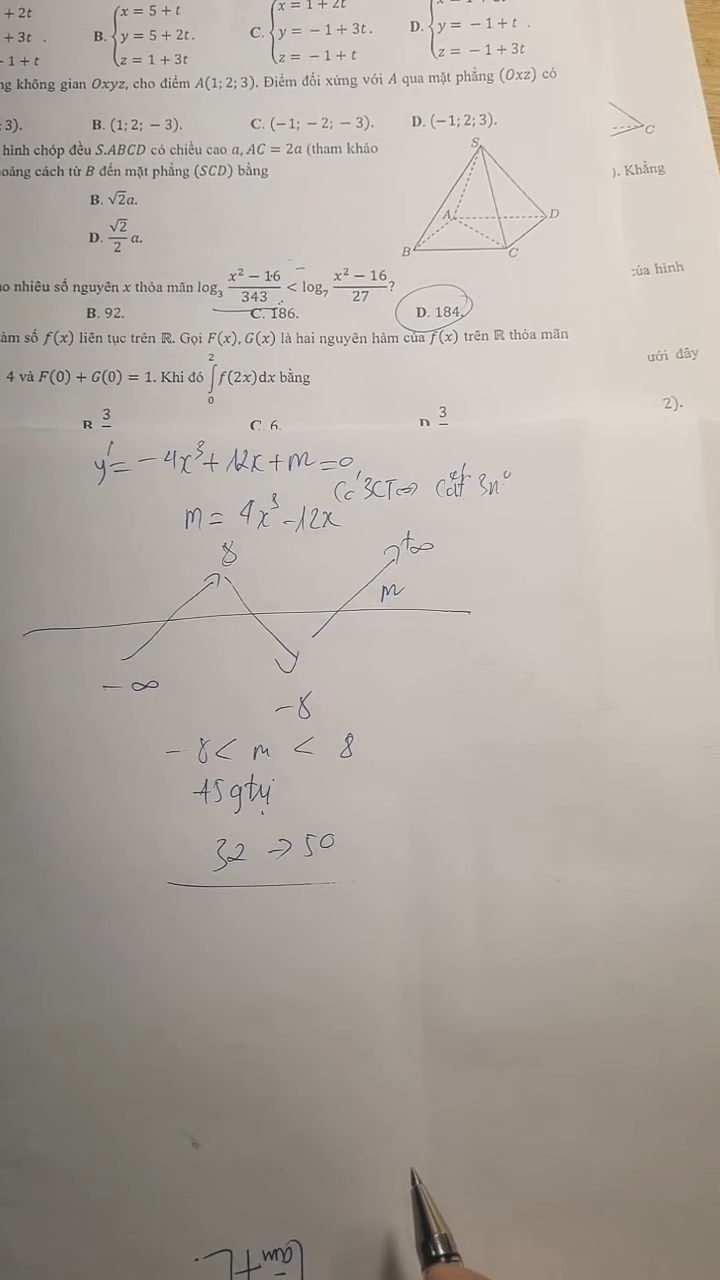 + 2t
+ 3t .
- 1 + t
B. { x = 5 + t
y = 5 + 2t.
z = 1 + 3t
C. { x = 1 + 2t
y = − 1 + 3t.
z = − 1 + t
D. { y = − 1 + t .
z = − 1 + 3t
ng không gian Oxyz, cho điểm A(1; 2; 3). Điểm đối xứng với A qua mặt phẳng (Oxz) có
3). B. (1; 2; − 3). C. (−1; − 2; − 3). D. (−1; 2; 3).
hình chóp đều S.ABCD có chiều cao a, AC = 2a (tham khảo
oảng cách từ B đến mặt phẳng (SCD) bằng
B. √2a.
D. √2/2 a.
S
A
D
B
C
C
). Khẳng
của hình
ưới đây
2).
ao nhiêu số nguyên x thỏa mãn log₃ (x² − 16)/343 < log₇ (x² − 16)/27?
B. 92. C. 186. D. 184.
àm số f(x) liên tục trên ℝ. Gọi F(x), G(x) là hai nguyên hàm của f(x) trên ℝ thỏa mãn
4 và F(0) + G(0) = 1. Khi đó ∫₀² f(2x)dx bằng
B 3 C. 6. D 3
y' = −4x³ + 12x + m = 0
Có 3CT ⇔ cắt 3n⁰
m = 4x³ − 12x
8
+∞
m
− ∞
−8
− 8 < m < 8
15 gtrị
32 → 50